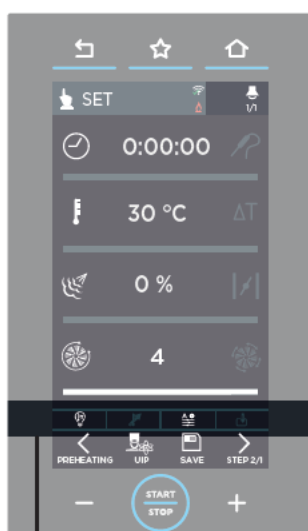 SET
1/1
0:00:00
30 °C
ΔT
0 %
4
PREHEATING UIP SAVE STEP 2/1
START
STOP